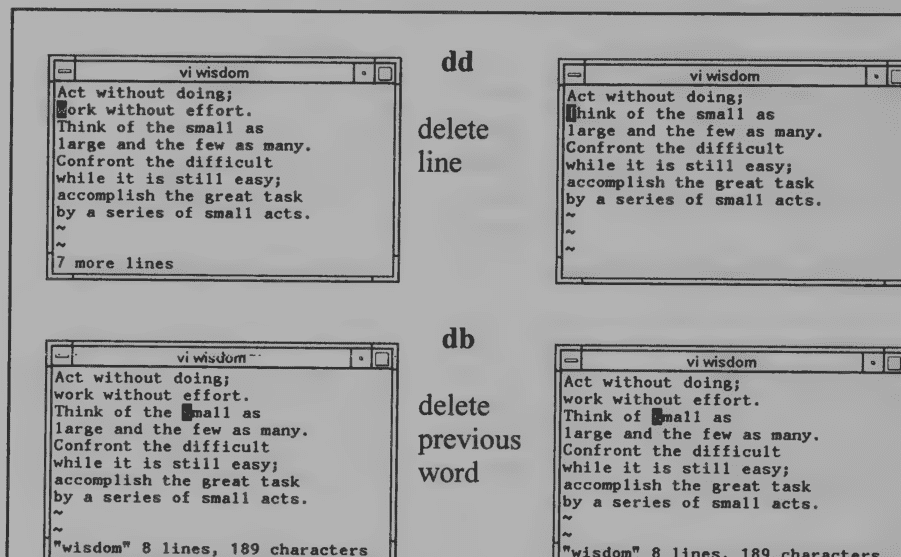 vi wisdom
Act without doing;
work without effort.
Think of the small as
large and the few as many.
Confront the difficult
while it is still easy;
accomplish the great task
by a series of small acts.
~
~
7 more lines
dd
delete
line
vi wisdom
Act without doing;
Think of the small as
large and the few as many.
Confront the difficult
while it is still easy;
accomplish the great task
by a series of small acts.
~
~
~
vi wisdom
Act without doing;
work without effort.
Think of the small as
large and the few as many.
Confront the difficult
while it is still easy;
accomplish the great task
by a series of small acts.
~
~
"wisdom" 8 lines, 189 characters
db
delete
previous
word
vi wisdom
Act without doing;
work without effort.
Think of small as
large and the few as many.
Confront the difficult
while it is still easy;
accomplish the great task
by a series of small acts.
~
~
"wisdom" 8 lines, 189 characters